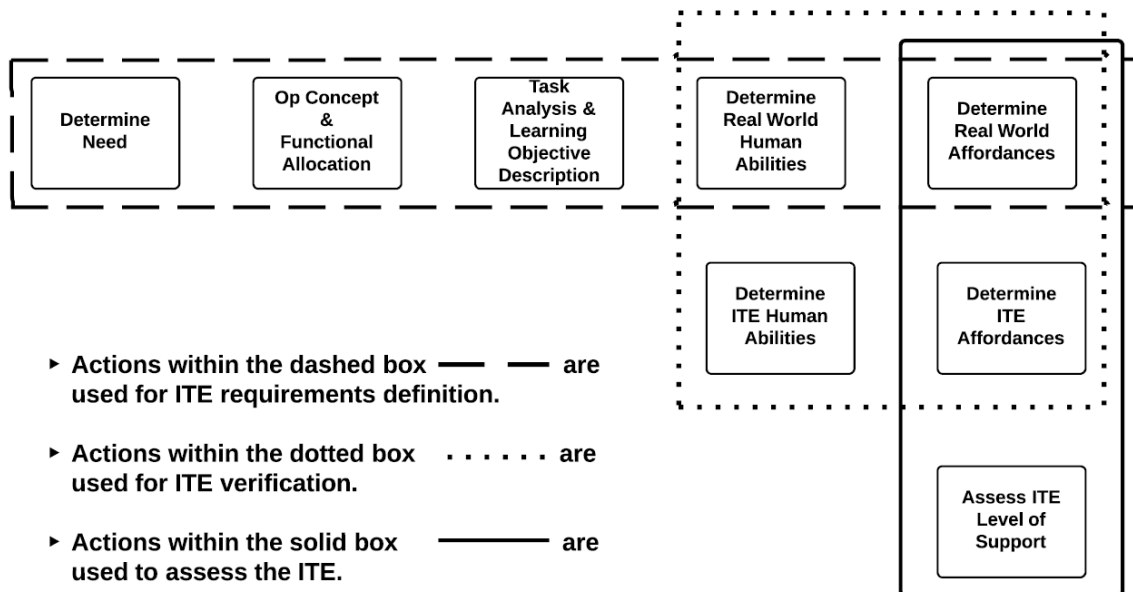 Determine
Need
Op Concept
&
Functional
Allocation
Task
Analysis &
Learning
Objective
Description
Determine
Real World
Human
Abilities
Determine
Real World
Affordances
Determine
ITE Human
Abilities
Determine
ITE
Affordances
Actions within the dashed box are
used for ITE requirements definition.
Actions within the dotted box are
used for ITE verification.
Actions within the solid box are
used to assess the ITE.
Assess ITE
Level of
Support